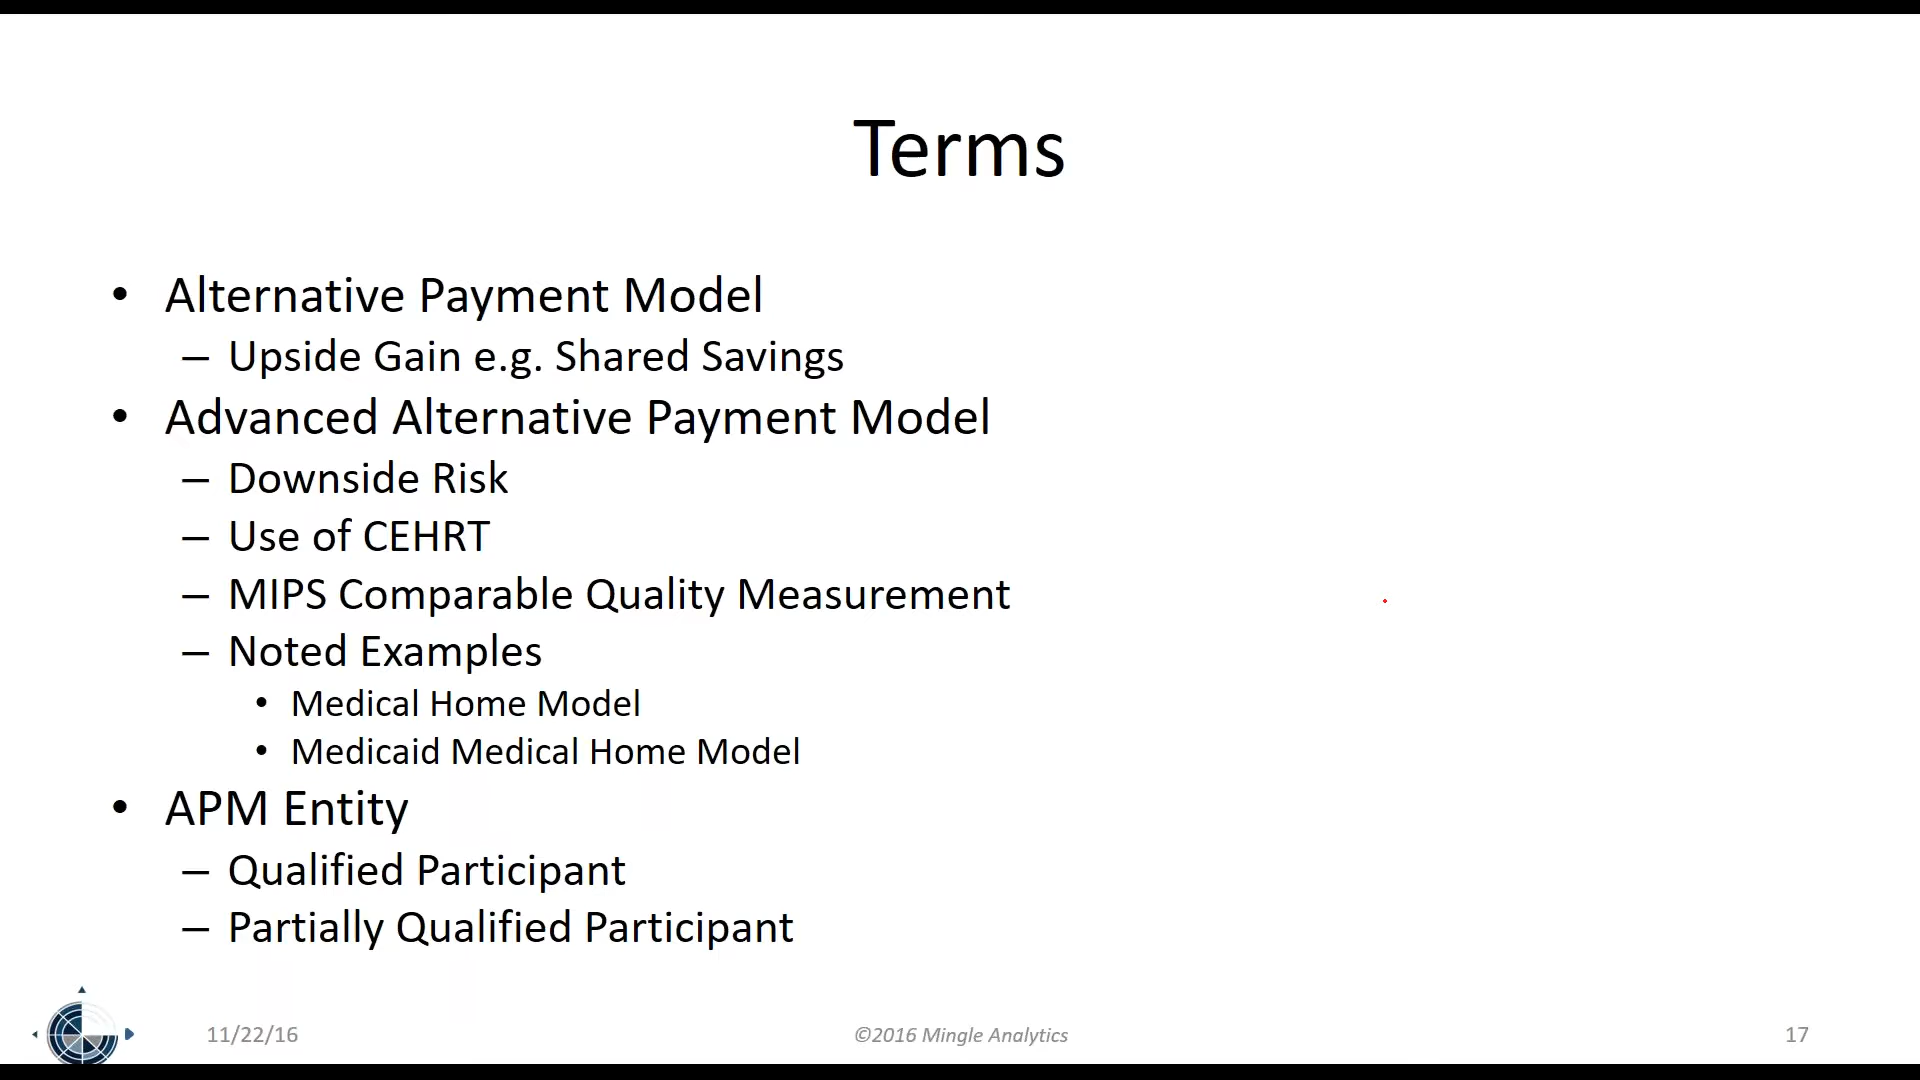 Terms
• Alternative Payment Model
– Upside Gain e.g. Shared Savings
• Advanced Alternative Payment Model
– Downside Risk
– Use of CEHRT
– MIPS Comparable Quality Measurement
– Noted Examples
• Medical Home Model
• Medicaid Medical Home Model
• APM Entity
– Qualified Participant
– Partially Qualified Participant
11/22/16
©2016 Mingle Analytics
17